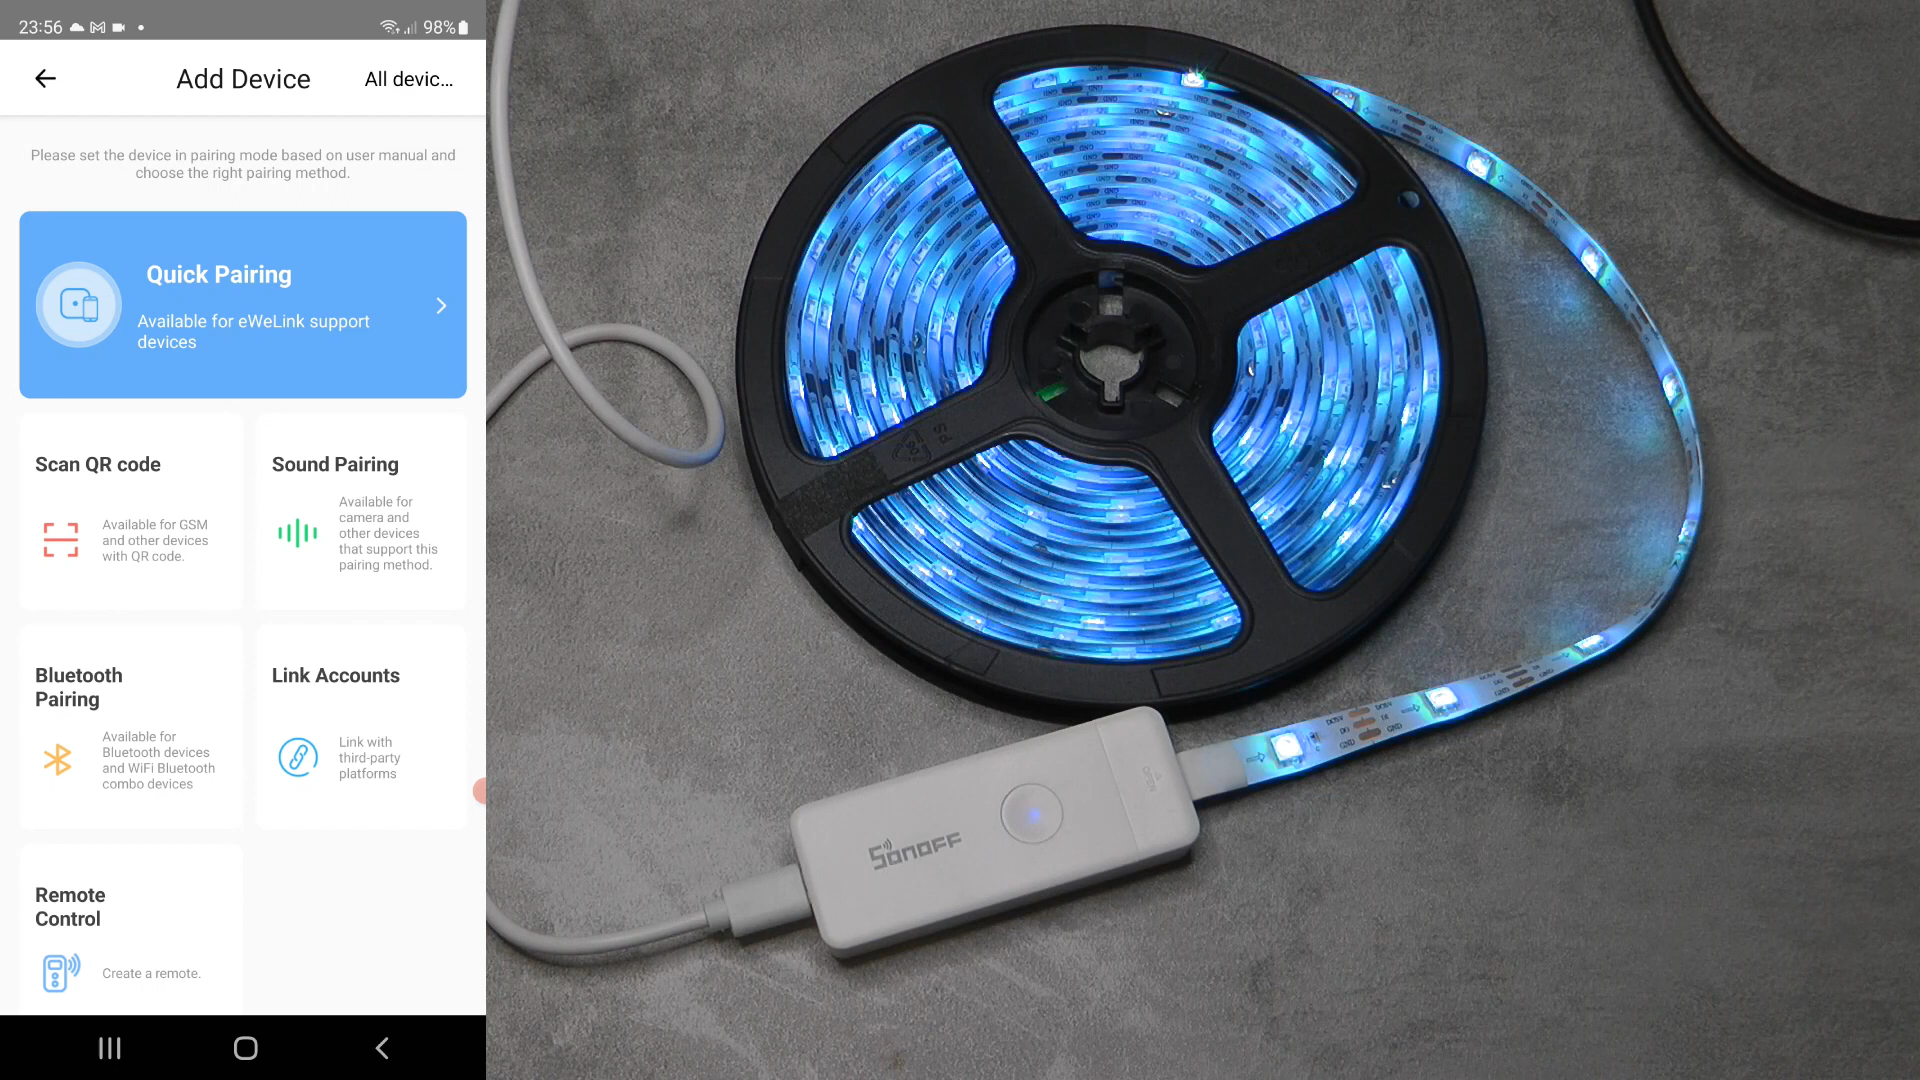 23:56
98%
Add Device
All devic...
Please set the device in pairing mode based on user manual and
choose the right pairing method.
Quick Pairing
Available for eWeLink support
devices
Scan QR code
Available for GSM
and other devices
with QR code.
Sound Pairing
Available for
camera and
other devices
that support this
pairing method.
Bluetooth
Pairing
Available for
Bluetooth devices
and WiFi Bluetooth
combo devices
Link Accounts
Link with
third-party
platforms
Remote
Control
Create a remote.
PS
SONOFF
OPEN
GND
GND